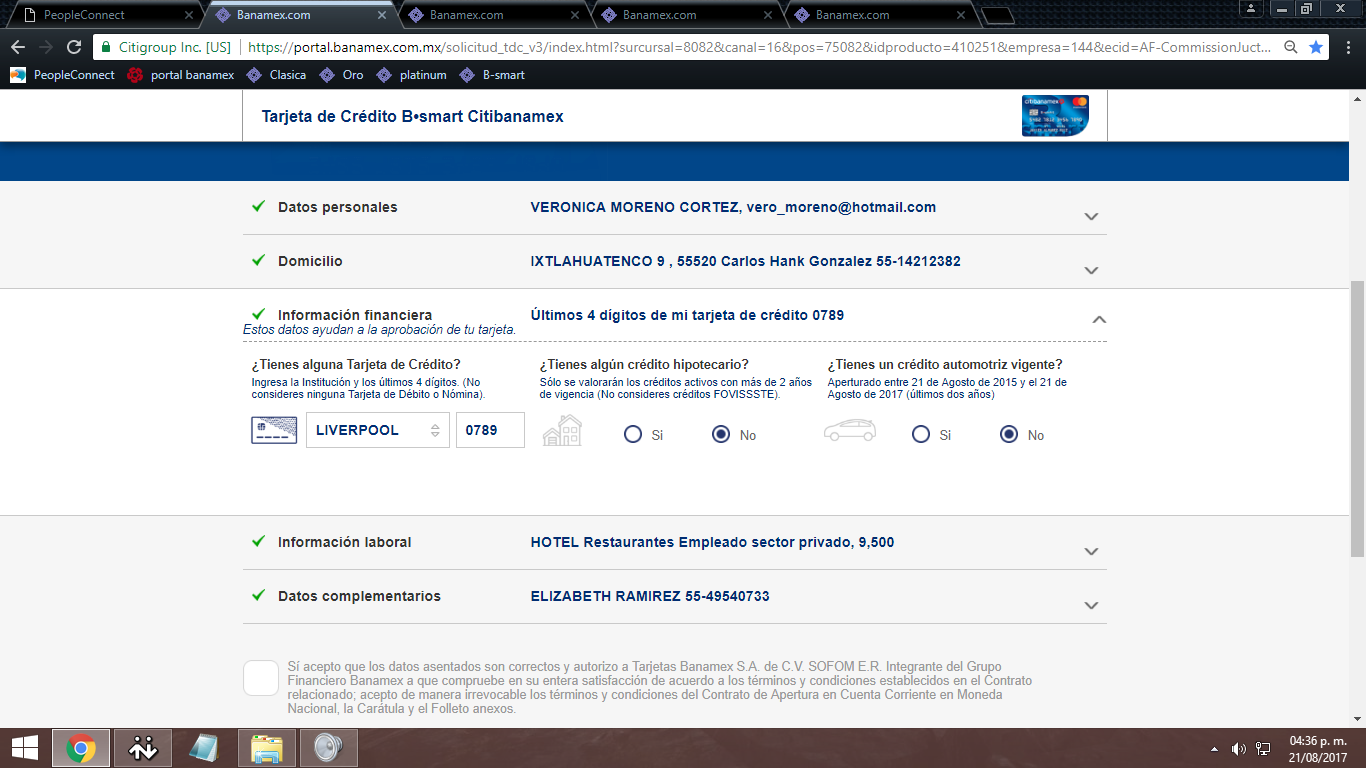 PeopleConnect
Banamex.com
Banamex.com
Banamex.com
Banamex.com
Citigroup Inc. [US]
https://portal.banamex.com.mx/solicitud_tdc_v3/index.html?sursursal=8082&canal=16&pos=75082&idproducto=410251&empresa=144&ecid=AF-CommissionJuct...
PeopleConnect
portal banamex
Clasica
Oro
platinum
B-smart
Tarjeta de Crédito B•smart Citibanamex
citibanamex
Datos personales
VERONICA MORENO CORTEZ, vero_moreno@hotmail.com
Domicilio
IXTLAHUATENCO 9 , 55520 Carlos Hank Gonzalez 55-14212382
Información financiera
Últimos 4 dígitos de mi tarjeta de crédito 0789
Estos datos ayudan a la aprobación de tu tarjeta.
¿Tienes alguna Tarjeta de Crédito?
Ingresa la Institución y los últimos 4 dígitos. (No
consideres ninguna Tarjeta de Débito o Nómina).
LIVERPOOL
0789
¿Tienes algún crédito hipotecario?
Sólo se valorarán los créditos activos con más de 2 años
de vigencia (No consideres créditos FOVISSSTE).
Si
No
¿Tienes un crédito automotriz vigente?
Aperturado entre 21 de Agosto de 2015 y el 21 de
Agosto de 2017 (últimos dos años)
Si
No
Información laboral
HOTEL Restaurantes Empleado sector privado, 9,500
Datos complementarios
ELIZABETH RAMIREZ 55-49540733
Sí acepto que los datos asentados son correctos y autorizo a Tarjetas Banamex S.A. de C.V. SOFOM E.R. Integrante del Grupo
Financiero Banamex a que compruebe en su entera satisfacción de acuerdo a los términos y condiciones establecidos en el Contrato
relacionado; acepto de manera irrevocable los términos y condiciones del Contrato de Apertura en Cuenta Corriente en Moneda
Nacional, la Carátula y el Folleto anexos.
04:36 p. m.
21/08/2017